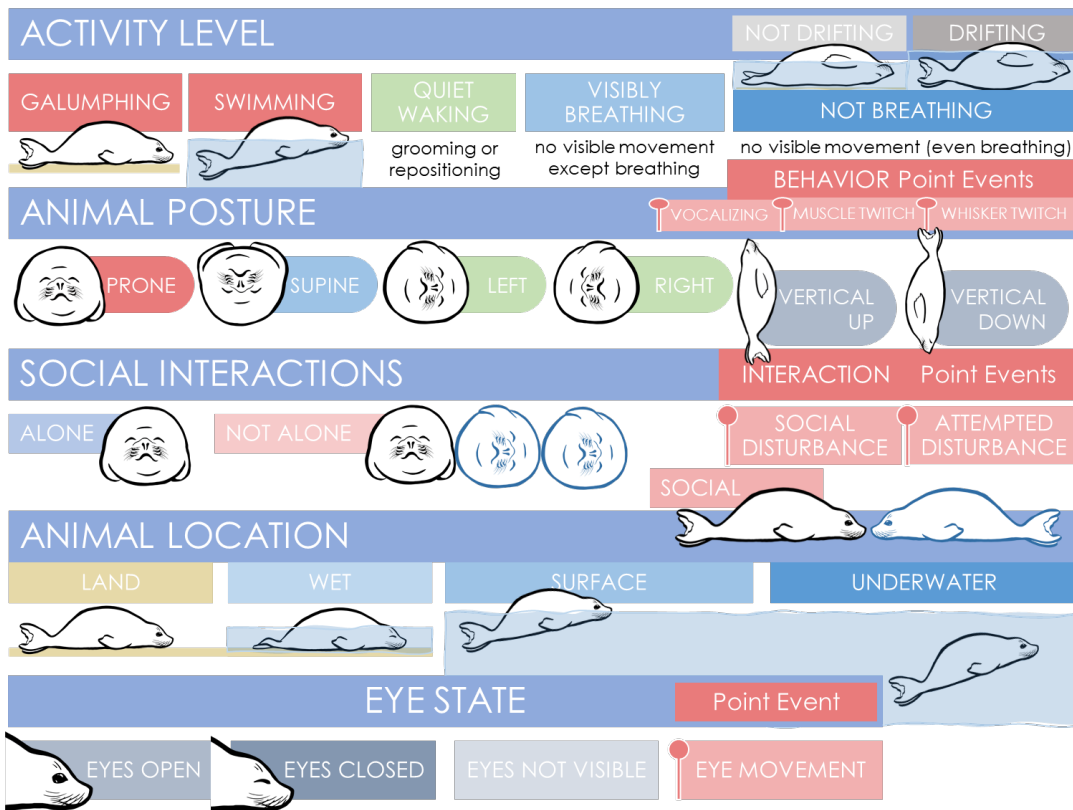 ACTIVITY LEVEL
NOT DRIFTING
DRIFTING
GALUMPHING
SWIMMING
QUIET
WAKING
VISIBLY
BREATHING
NOT BREATHING
grooming or
repositioning
no visible movement
except breathing
no visible movement (even breathing)
BEHAVIOR Point Events
ANIMAL POSTURE
VOCALIZING
MUSCLE TWITCH
WHISKER TWITCH
PRONE
SUPINE
LEFT
RIGHT
VERTICAL
UP
VERTICAL
DOWN
SOCIAL INTERACTIONS
INTERACTION Point Events
ALONE
NOT ALONE
SOCIAL
DISTURBANCE
ATTEMPTED
DISTURBANCE
SOCIAL
ANIMAL LOCATION
LAND
WET
SURFACE
UNDERWATER
EYE STATE
Point Event
EYES OPEN
EYES CLOSED
EYES NOT VISIBLE
EYE MOVEMENT